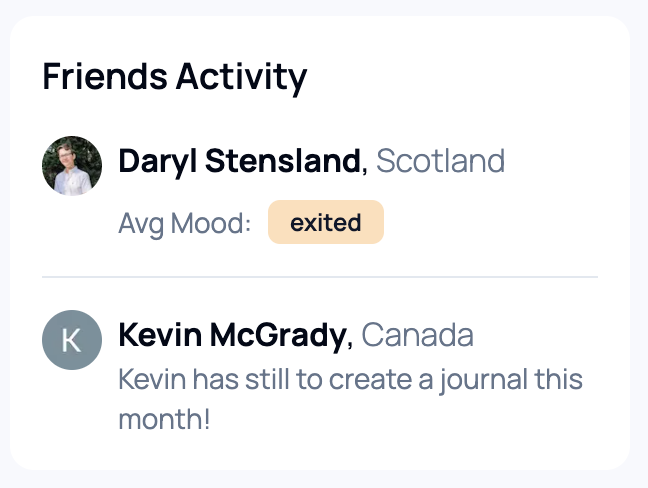 Friends Activity
Daryl Stensland, Scotland
Avg Mood: exited
K
Kevin McGrady, Canada
Kevin has still to create a journal this
month!